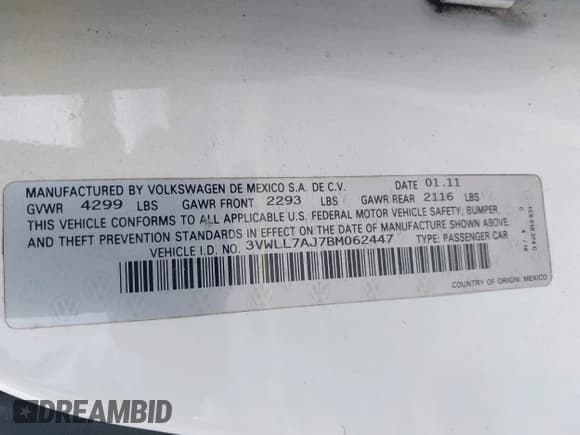 MANUFACTURED BY VOLKSWAGEN DE MEXICO S.A. DE C.V. DATE 01.11
GVWR 4299 LBS GAWR FRONT 2293 LBS GAWR REAR 2116 LBS
THIS VEHICLE CONFORMS TO ALL APPLICABLE U.S. FEDERAL MOTOR VEHICLE SAFETY, BUMPER,
AND THEFT PREVENTION STANDARDS IN EFFECT ON THE DATE OF MANUFACTURE SHOWN ABOVE.
VEHICLE I.D. NO. 3VWLL7AJ7BM062447 TYPE: PASSENGER CAR
COUNTRY OF ORIGIN: MEXICO
DREAMBID